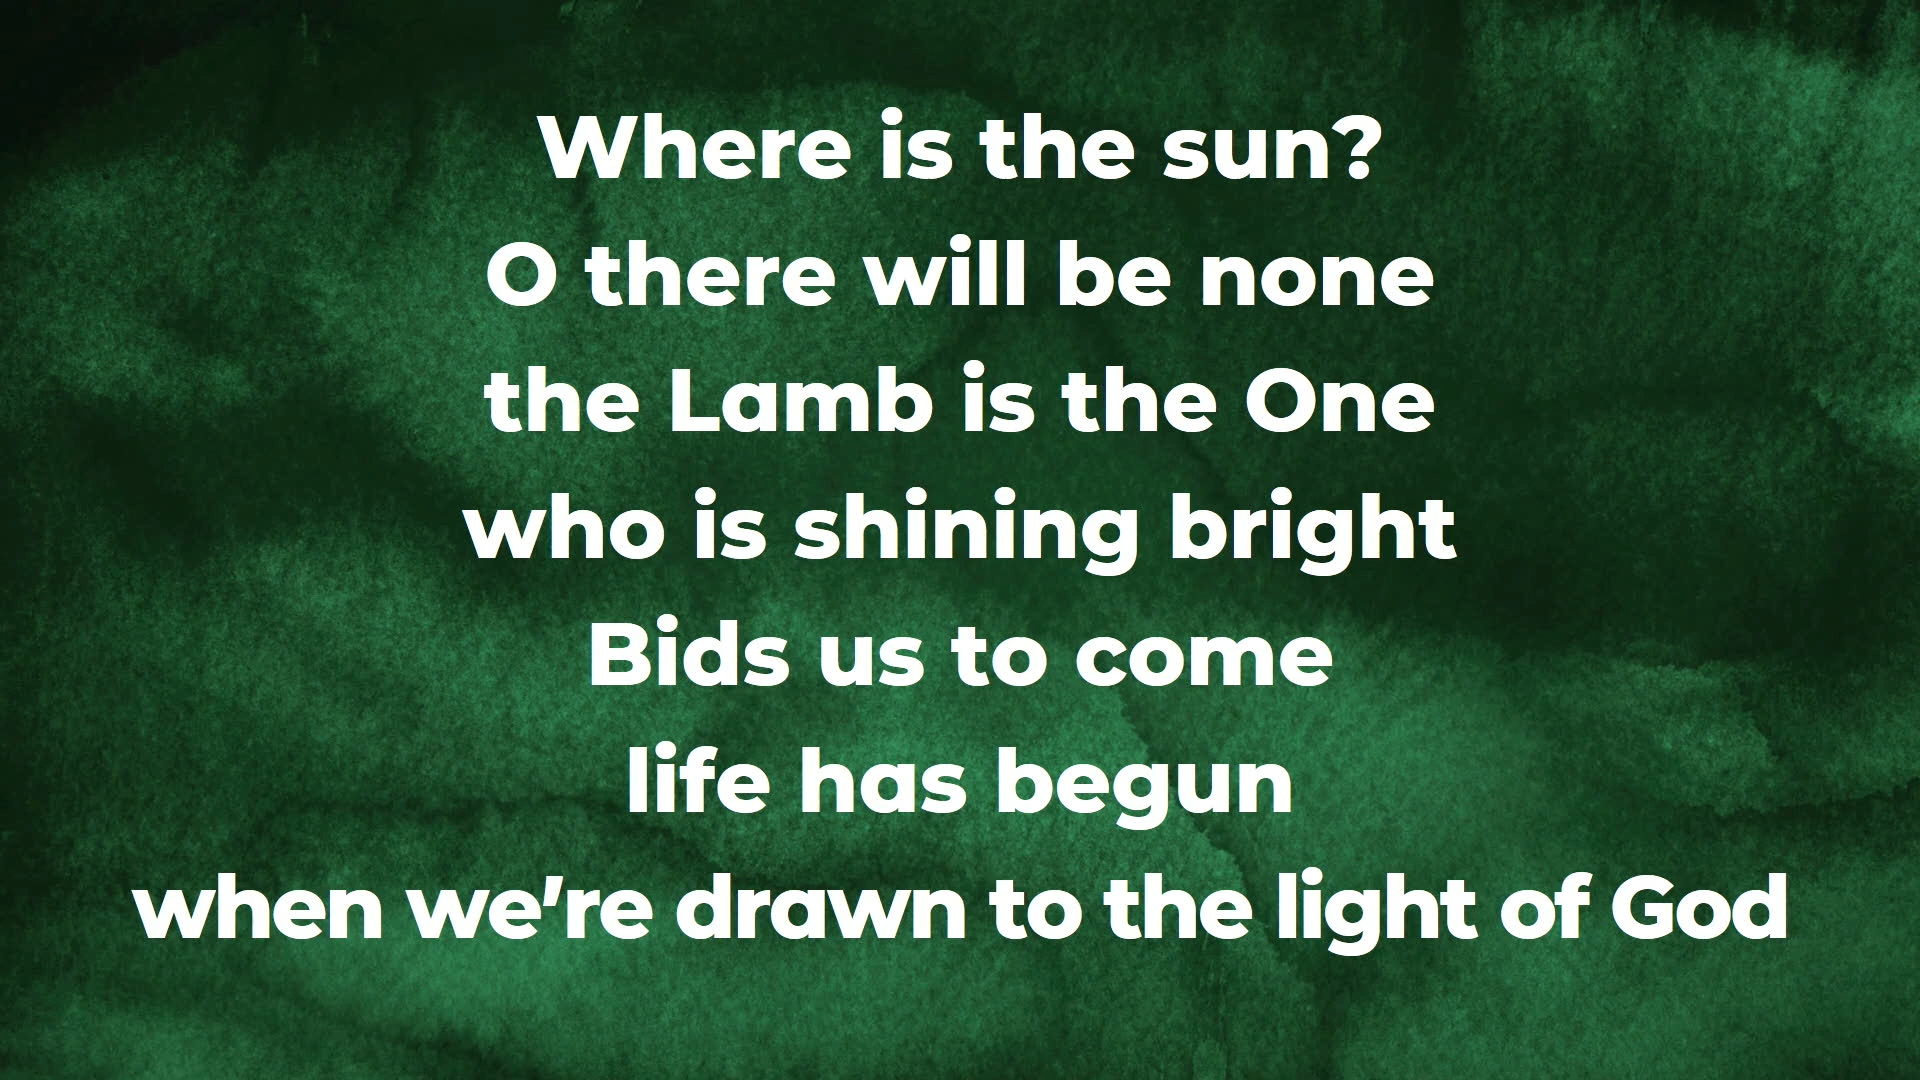 Where is the sun?
O there will be none
the Lamb is the One
who is shining bright
Bids us to come
life has begun
when we're drawn to the light of God